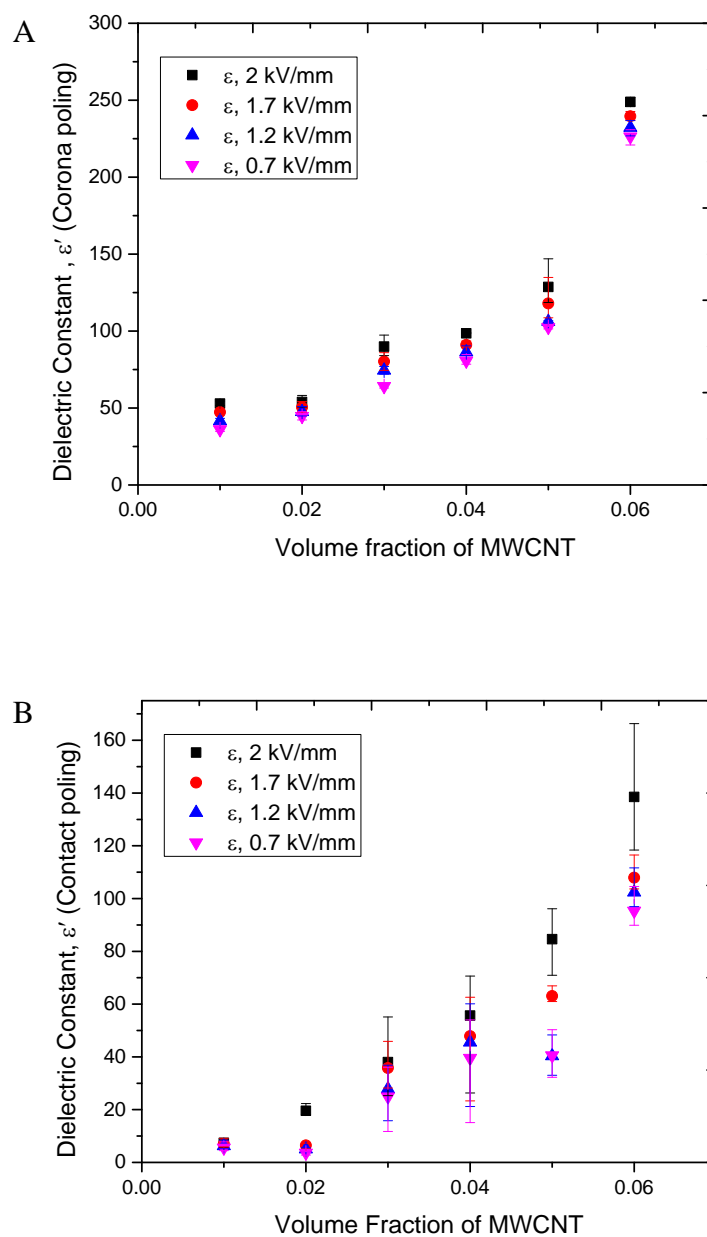 A
300
250
200
150
100
50
0
Dielectric Constant , ε′ (Corona poling)
ε, 2 kV/mm
ε, 1.7 kV/mm
ε, 1.2 kV/mm
ε, 0.7 kV/mm
0.00 0.02 0.04 0.06
Volume fraction of MWCNT
B
160
140
120
100
80
60
40
20
0
Dielectric Constant, ε′ (Contact poling)
ε, 2 kV/mm
ε, 1.7 kV/mm
ε, 1.2 kV/mm
ε, 0.7 kV/mm
0.00 0.02 0.04 0.06
Volume Fraction of MWCNT